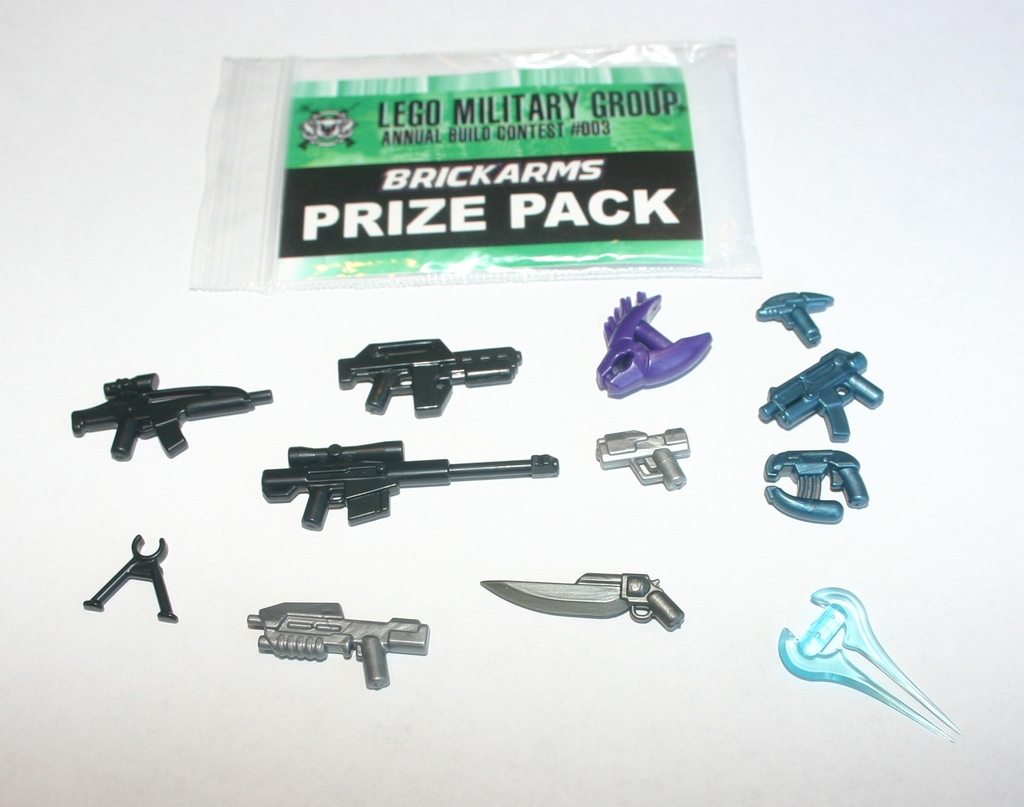 LEGO MILITARY GROUP
ANNUAL BUILD CONTEST #003
BRICKARMS
PRIZE PACK